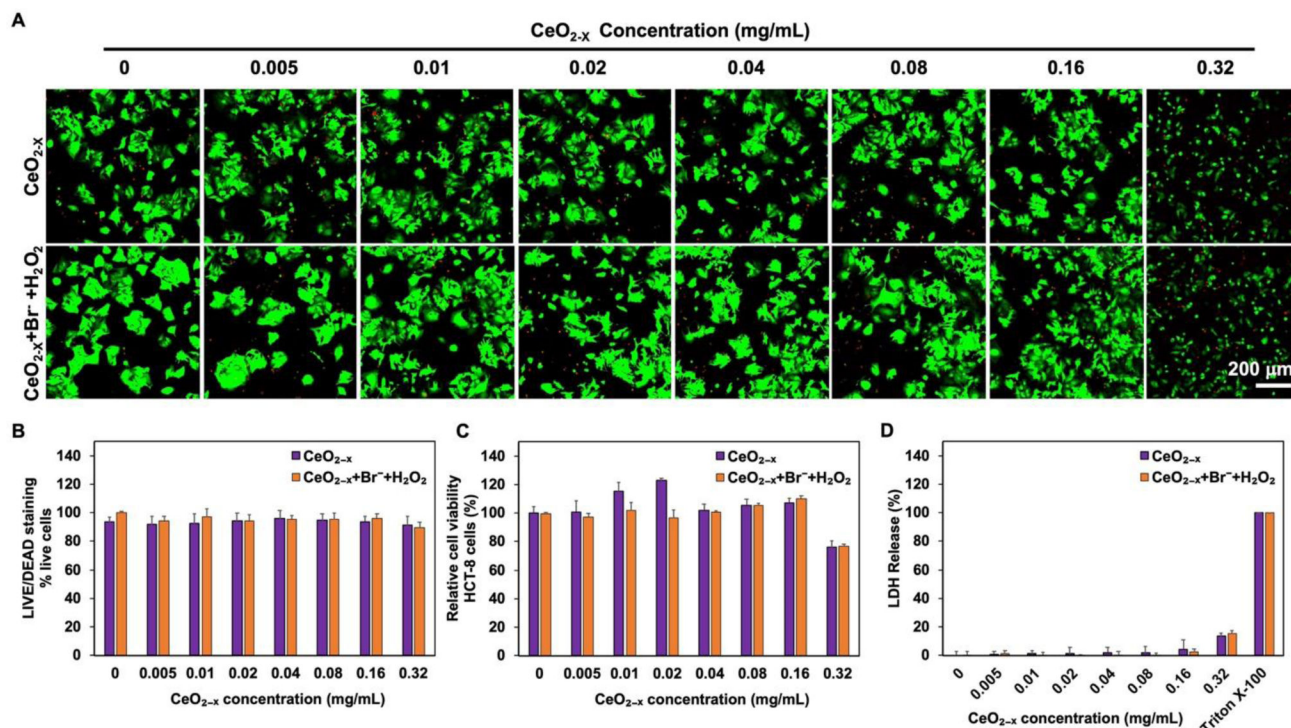 A
CeO₂₋ₓ Concentration (mg/mL)
0 0.005 0.01 0.02 0.04 0.08 0.16 0.32
CeO₂₋ₓ
CeO₂₋ₓ+Br⁻ +H₂O₂
200 μm
B
LIVE/DEAD staining
% live cells
140
120
100
80
60
40
20
0
CeO₂₋ₓ
CeO₂₋ₓ+Br⁻+H₂O₂
0 0.005 0.01 0.02 0.04 0.08 0.16 0.32
CeO₂₋ₓ concentration (mg/mL)
C
Relative cell viability
HCT-8 cells (%)
140
120
100
80
60
40
20
0
CeO₂₋ₓ
CeO₂₋ₓ+Br⁻+H₂O₂
0 0.005 0.01 0.02 0.04 0.08 0.16 0.32
CeO₂₋ₓ concentration (mg/mL)
D
LDH Release (%)
140
120
100
80
60
40
20
0
CeO₂₋ₓ
CeO₂₋ₓ+Br⁻+H₂O₂
0 0.005 0.01 0.02 0.04 0.08 0.16 0.32 Triton X-100
CeO₂₋ₓ concentration (mg/mL)